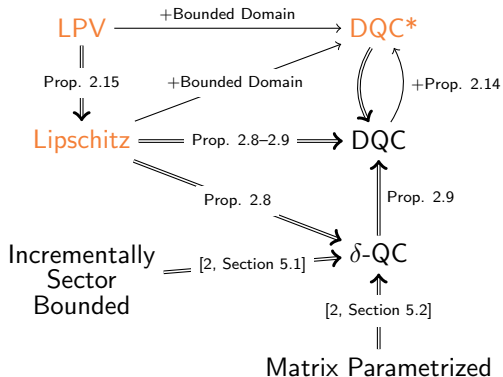 LPV
+Bounded Domain
DQC*
Prop. 2.15
+Bounded Domain
+Prop. 2.14
Lipschitz
Prop. 2.8–2.9
DQC
Prop. 2.8
Prop. 2.9
Incrementally
Sector
Bounded
[2, Section 5.1]
δ-QC
[2, Section 5.2]
Matrix Parametrized